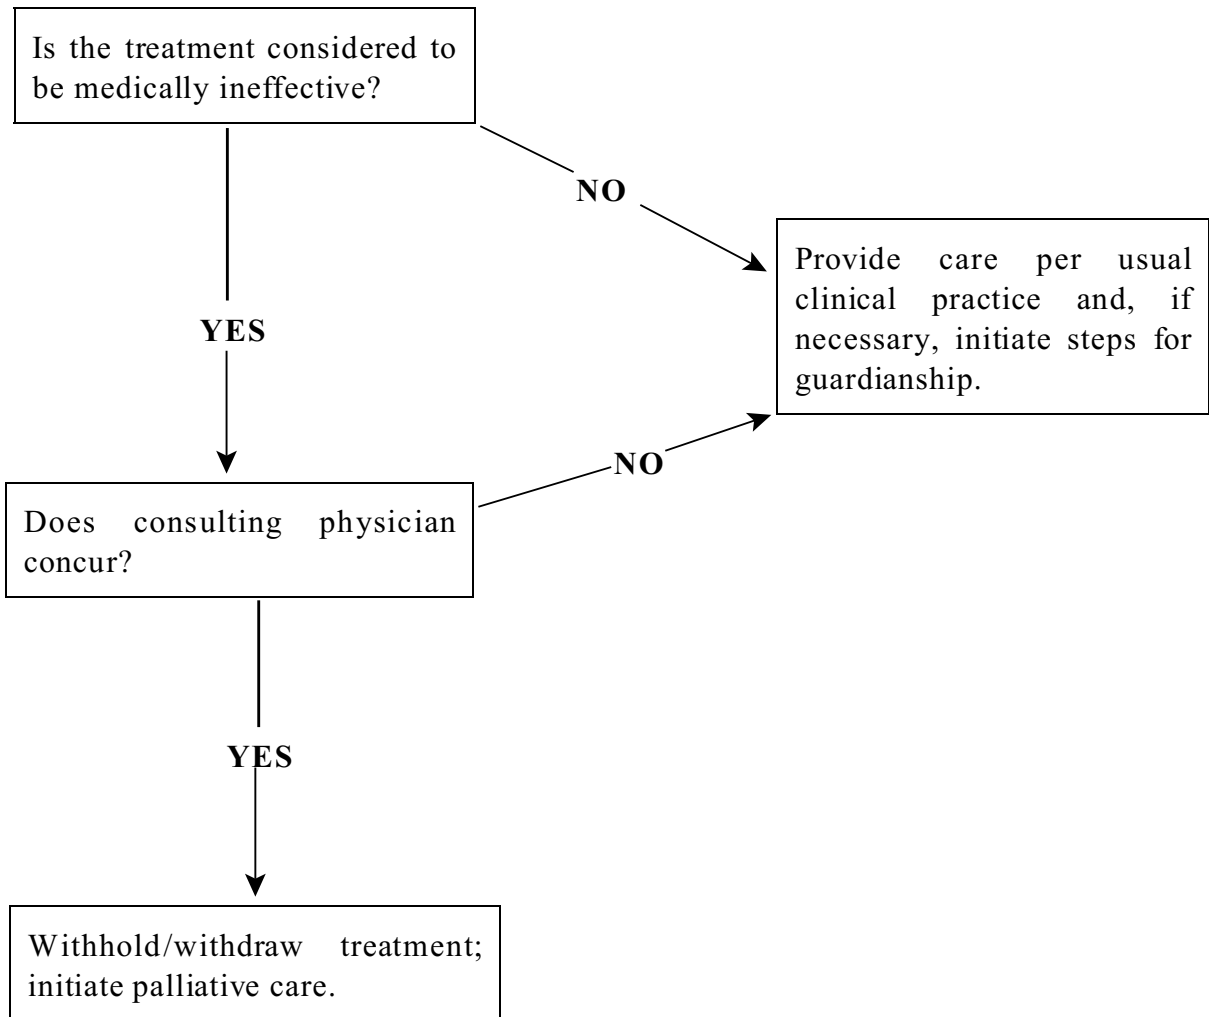 Is the treatment considered to
be medically ineffective?
NO
Provide care per usual
clinical practice and, if
necessary, initiate steps for
guardianship.
YES
NO
Does consulting physician
concur?
YES
Withhold/withdraw treatment;
initiate palliative care.